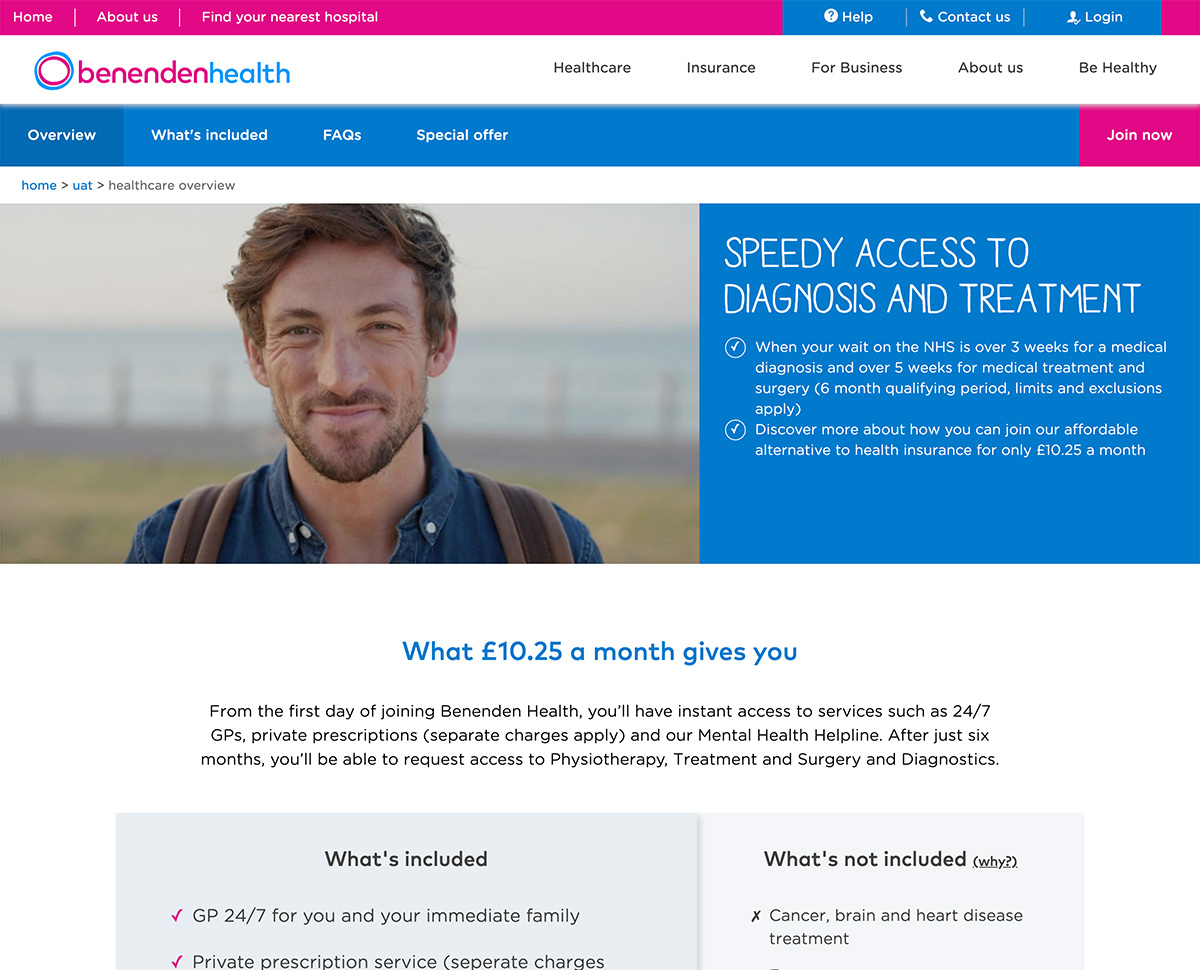 Home
About us
Find your nearest hospital
Help
Contact us
Login
benendenhealth
Healthcare
Insurance
For Business
About us
Be Healthy
Overview
What's included
FAQs
Special offer
Join now
home > uat > healthcare overview
SPEEDY ACCESS TO
DIAGNOSIS AND TREATMENT
When your wait on the NHS is over 3 weeks for a medical
diagnosis and over 5 weeks for medical treatment and
surgery (6 month qualifying period, limits and exclusions
apply)
Discover more about how you can join our affordable
alternative to health insurance for only £10.25 a month
What £10.25 a month gives you
From the first day of joining Benenden Health, you’ll have instant access to services such as 24/7
GPs, private prescriptions (separate charges apply) and our Mental Health Helpline. After just six
months, you’ll be able to request access to Physiotherapy, Treatment and Surgery and Diagnostics.
What's included
✓ GP 24/7 for you and your immediate family
✓ Private prescription service (seperate charges
What's not included (why?)
✗ Cancer, brain and heart disease
treatment